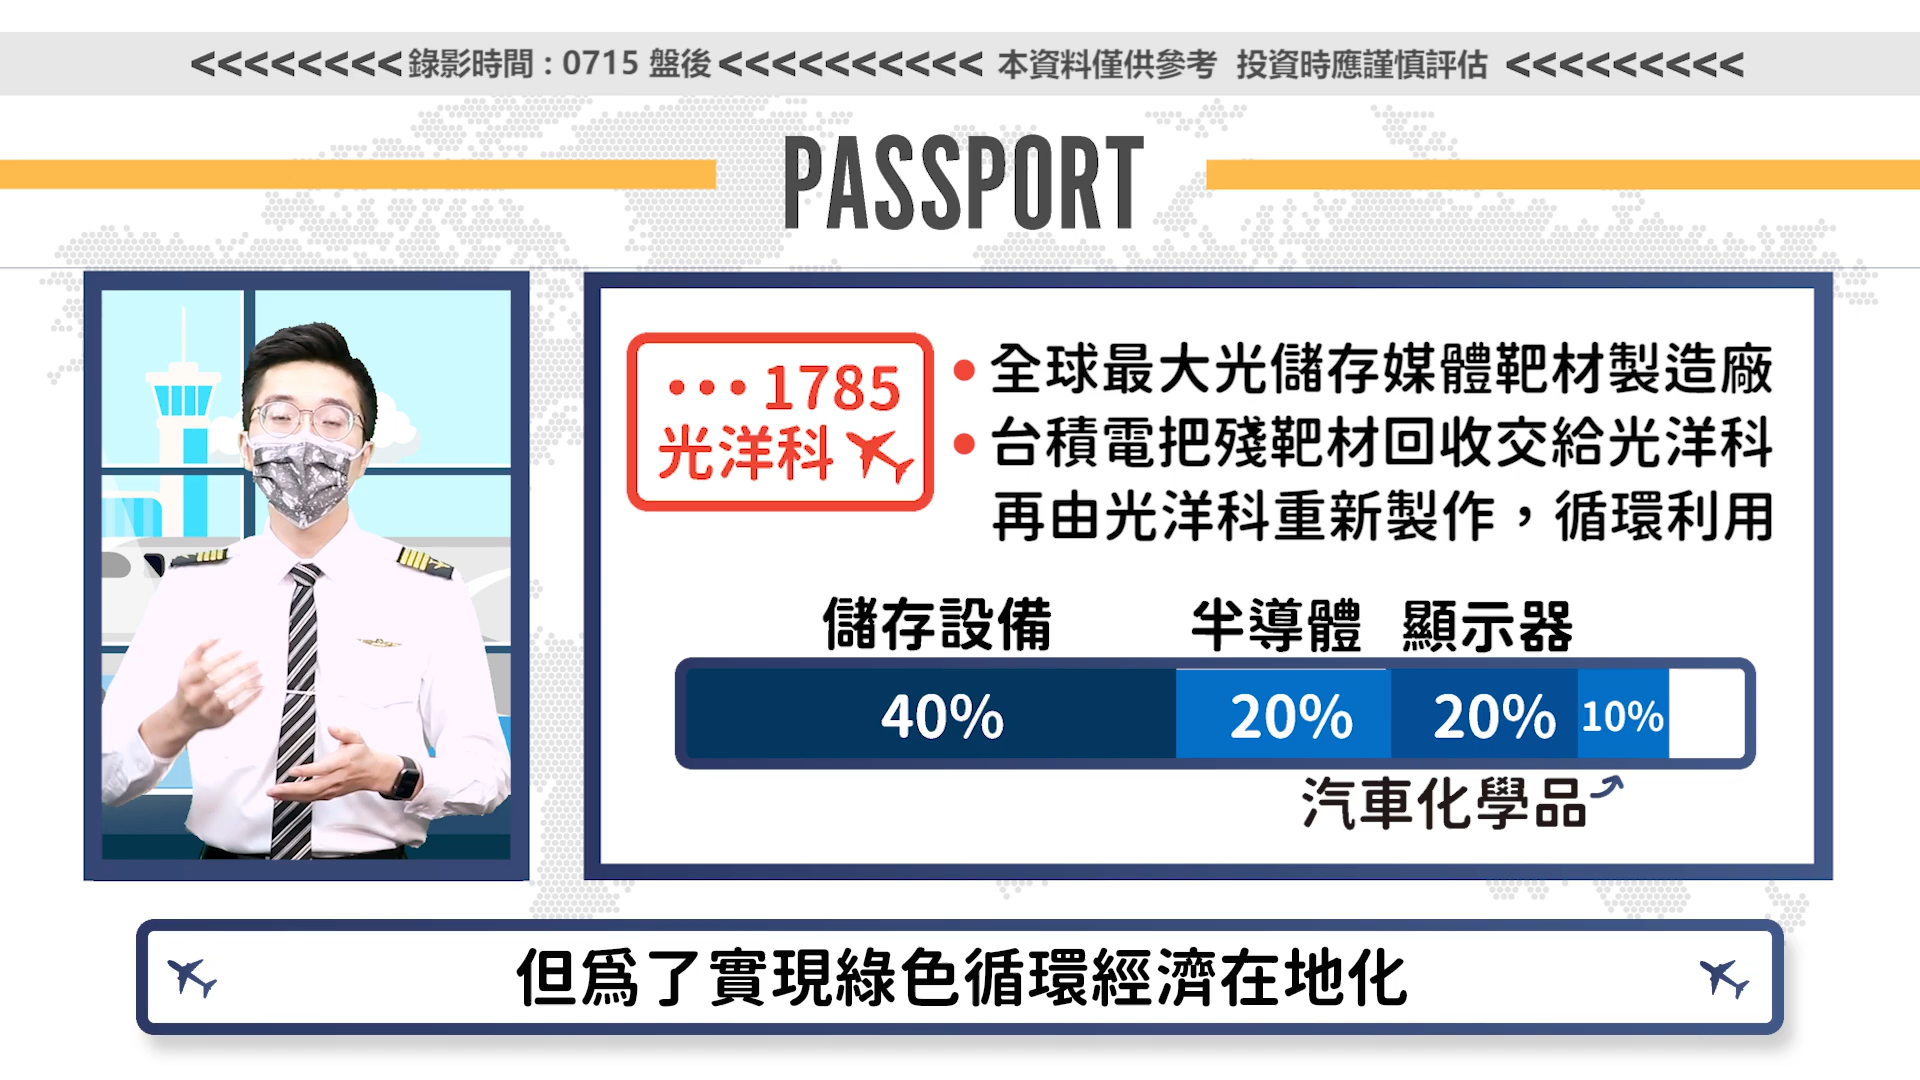 <<<<<<<<錄影時間：0715 盤後<<<<<<<<<< 本資料僅供參考 投資時應謹慎評估 <<<<<<<<<
PASSPORT
•••1785
光洋科
• 全球最大光儲存媒體靶材製造廠
• 台積電把殘靶材回收交給光洋科
再由光洋科重新製作，循環利用
儲存設備 半導體 顯示器
40% 20% 20% 10%
汽車化學品
但爲了實現綠色循環經濟在地化